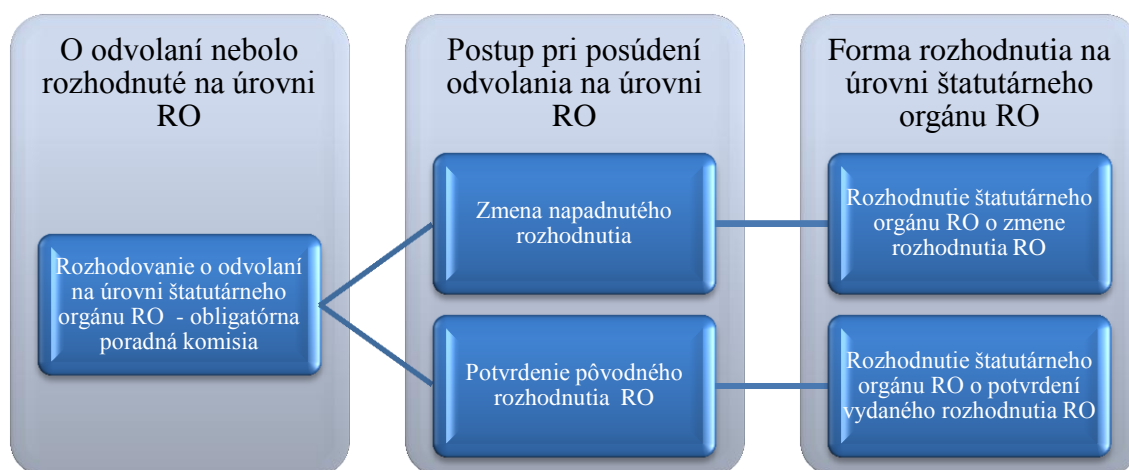 O odvolaní nebolo
rozhodnuté na úrovni
RO
Rozhodovanie o odvolaní
na úrovni štatutárneho
orgánu RO  - obligatórna
poradná komisia
Postup pri posúdení
odvolania na úrovni
RO
Zmena napadnutého
rozhodnutia
Potvrdenie pôvodného
rozhodnutia  RO
Forma rozhodnutia na
úrovni štatutárneho
orgánu RO
Rozhodnutie štatutárneho
orgánu RO o zmene
rozhodnutia RO
Rozhodnutie štatutárneho
orgánu RO o potvrdení
vydaného rozhodnutia RO